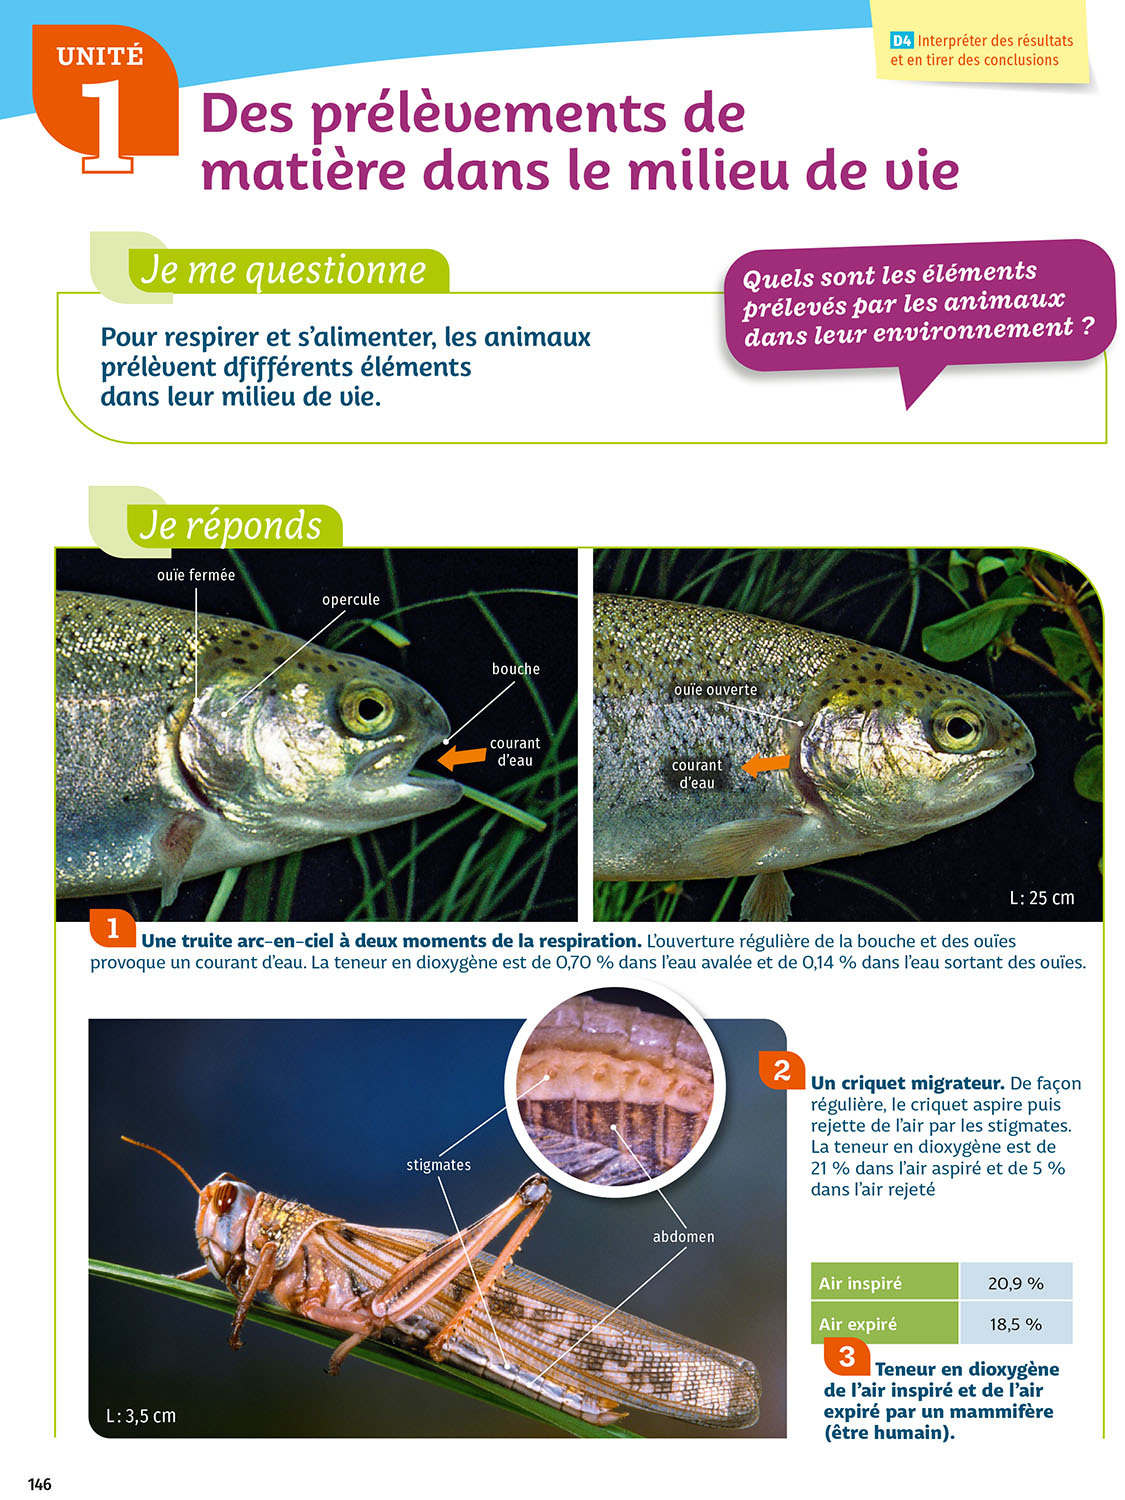 UNITÉ
1
D4 Interpréter des résultats
et en tirer des conclusions
Des prélèvements de
matière dans le milieu de vie
Je me questionne
Pour respirer et s'alimenter, les animaux
prélèvent dfifférents éléments
dans leur milieu de vie.
Quels sont les éléments
prélevés par les animaux
dans leur environnement ?
Je réponds
ouïe fermée
opercule
bouche
courant
d'eau
ouïe ouverte
courant
d'eau
L : 25 cm
1 Une truite arc-en-ciel à deux moments de la respiration. L'ouverture régulière de la bouche et des ouïes
provoque un courant d'eau. La teneur en dioxygène est de 0,70 % dans l'eau avalée et de 0,14 % dans l'eau sortant des ouïes.
stigmates
abdomen
L : 3,5 cm
2 Un criquet migrateur. De façon
régulière, le criquet aspire puis
rejette de l'air par les stigmates.
La teneur en dioxygène est de
21 % dans l'air aspiré et de 5 %
dans l'air rejeté
Air inspiré 20,9 %
Air expiré 18,5 %
3 Teneur en dioxygène
de l'air inspiré et de l'air
expiré par un mammifère
(être humain).
146